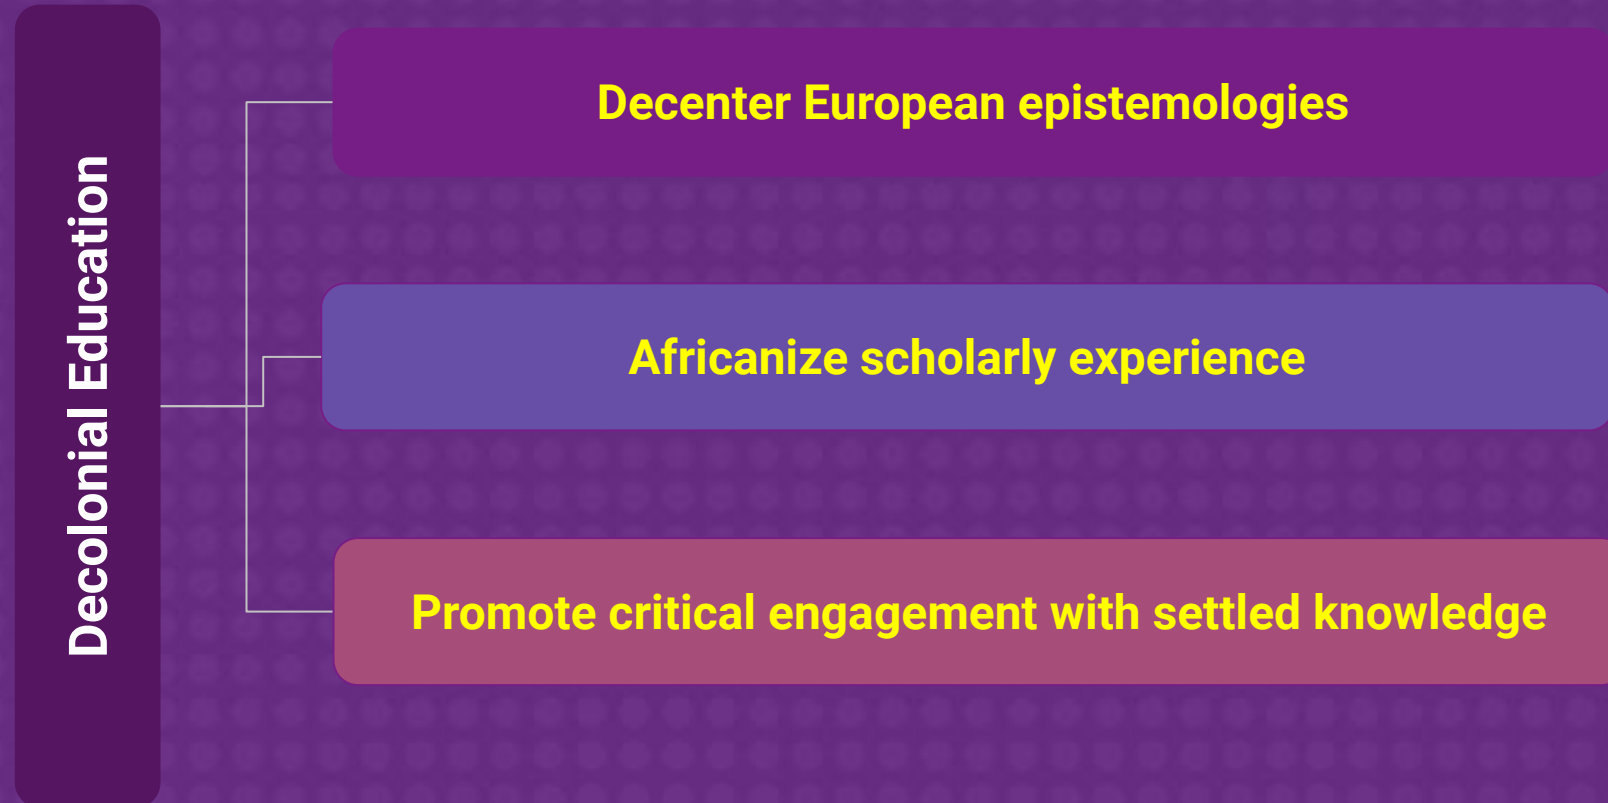 Decolonial Education
Decenter European epistemologies
Africanize scholarly experience
Promote critical engagement with settled knowledge